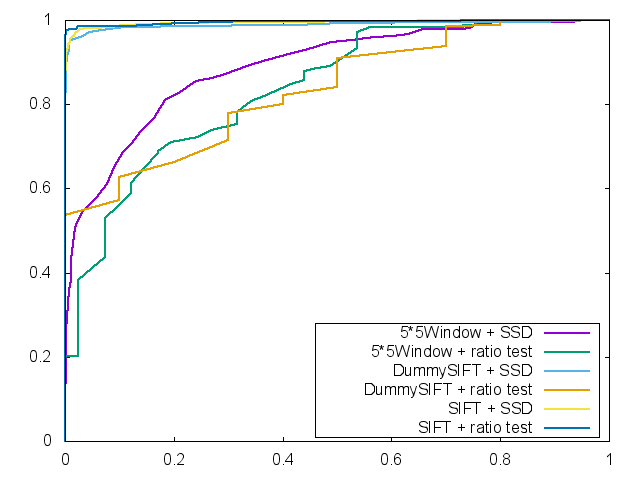 1
0.8
0.6
0.4
0.2
0
0 0.2 0.4 0.6 0.8 1
5*5Window + SSD
5*5Window + ratio test
DummySIFT + SSD
DummySIFT + ratio test
SIFT + SSD
SIFT + ratio test